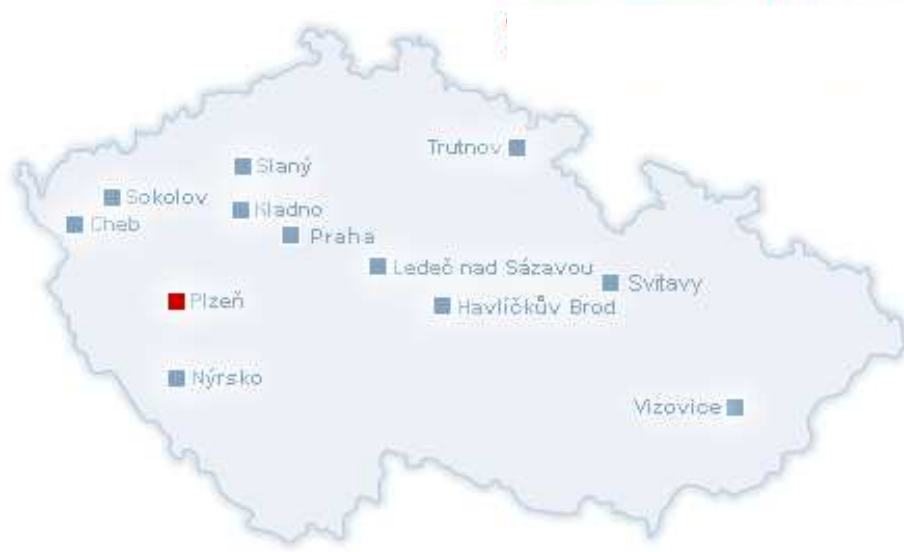 Trutnov
Slaný
Sokolov
Kladno
Cheb
Praha
Ledeč nad Sázavou
Svitavy
Plzeň
Havlíčkův Brod
Nýrsko
Vizovice